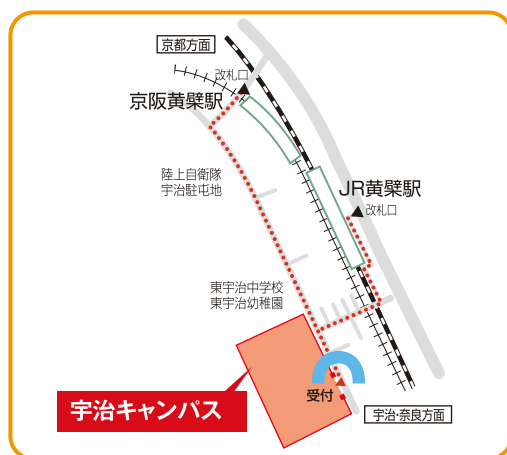 京都方面
改札口
京阪黄檗駅
陸上自衛隊
宇治駐屯地
JR黄檗駅
改札口
東宇治中学校
東宇治幼稚園
宇治キャンパス
受付
宇治・奈良方面